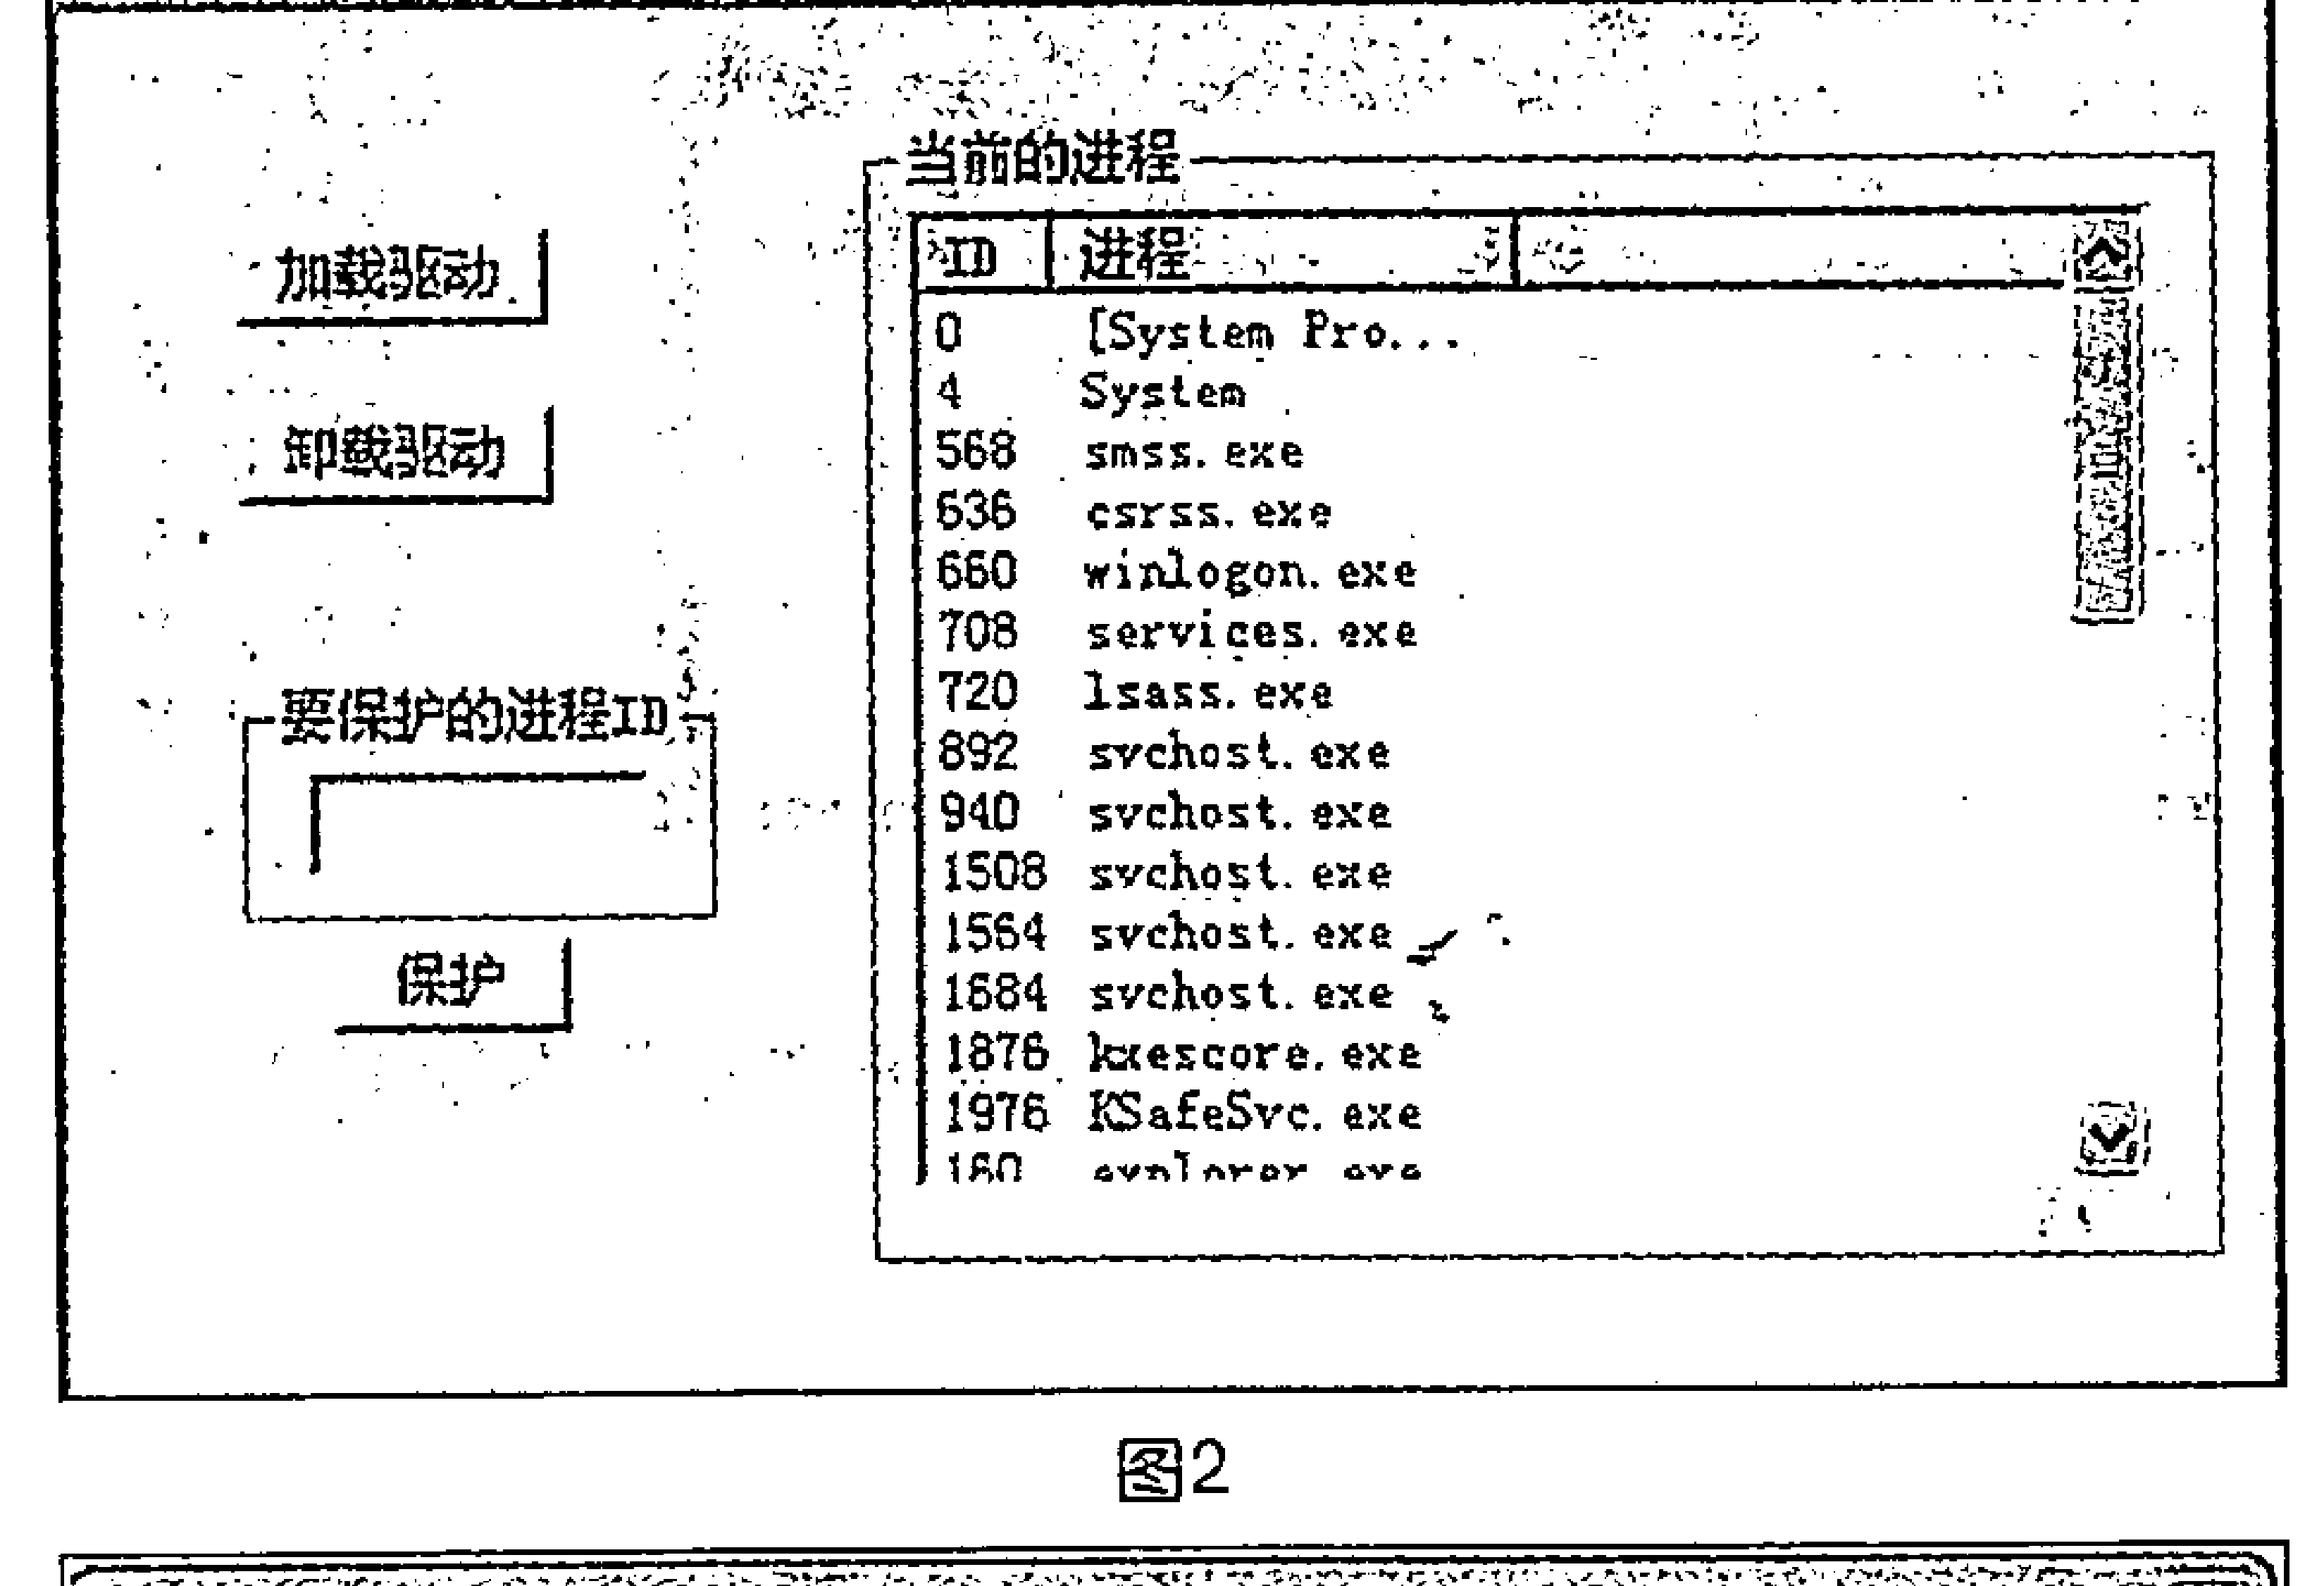 当前的进程
ID 进程
加载驱动
卸载驱动
要保护的进程ID
保护
0 [System Pro...
4 System
568 smss.exe
636 csrss.exe
660 winlogon.exe
708 services.exe
720 lsass.exe
892 svchost.exe
940 svchost.exe
1508 svchost.exe
1564 svchost.exe
1684 svchost.exe
1876 kxescore.exe
1976 KSafeSvc.exe
explorer.exe
图2